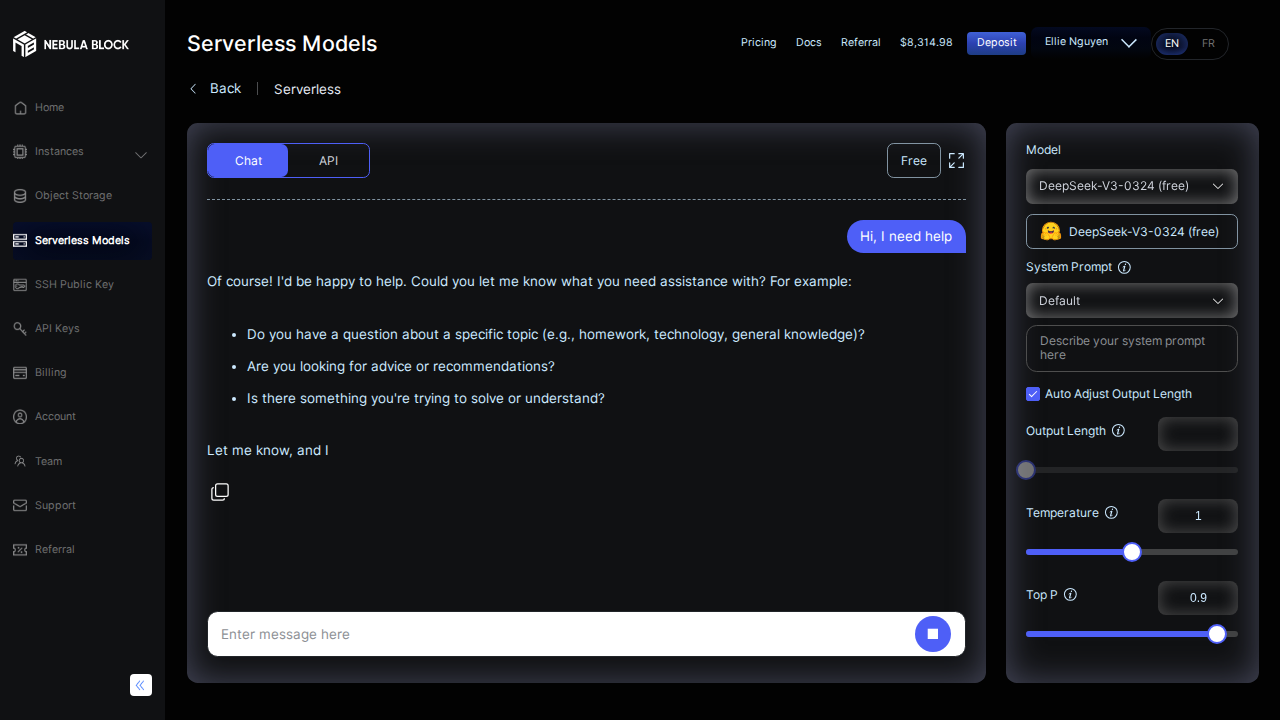 NEBULA BLOCK
Home
Instances
Object Storage
Serverless Models
SSH Public Key
API Keys
Billing
Account
Team
Support
Referral
Serverless Models
Pricing
Docs
Referral
$8,314.98
Deposit
Ellie Nguyen
EN
FR
Back
Serverless
Chat
API
Free
Hi, I need help
Of course! I'd be happy to help. Could you let me know what you need assistance with? For example:
• Do you have a question about a specific topic (e.g., homework, technology, general knowledge)?
• Are you looking for advice or recommendations?
• Is there something you're trying to solve or understand?
Let me know, and I
Enter message here
Model
DeepSeek-V3-0324 (free)
DeepSeek-V3-0324 (free)
System Prompt
Default
Describe your system prompt
here
Auto Adjust Output Length
Output Length
Temperature
1
Top P
0.9